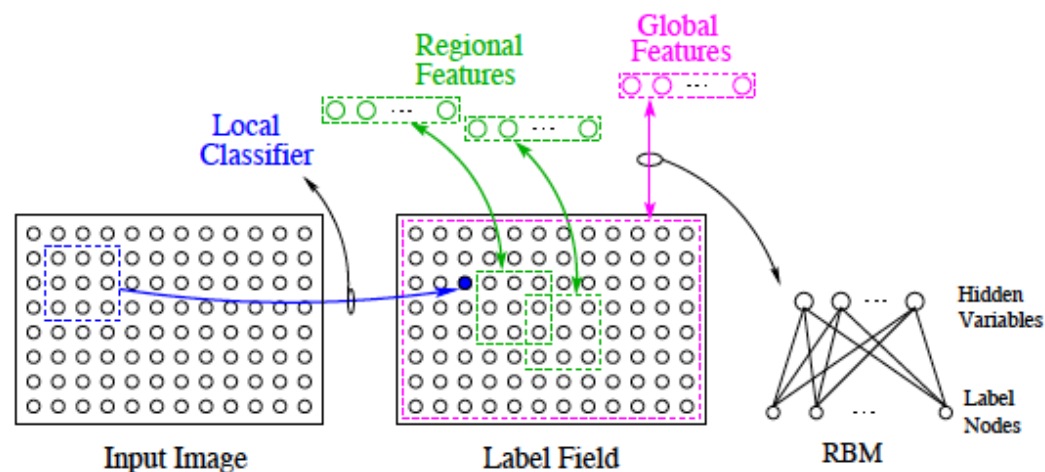 Regional
Features
Global
Features
Local
Classifier
Hidden
Variables
Label
Nodes
Input Image
Label Field
RBM